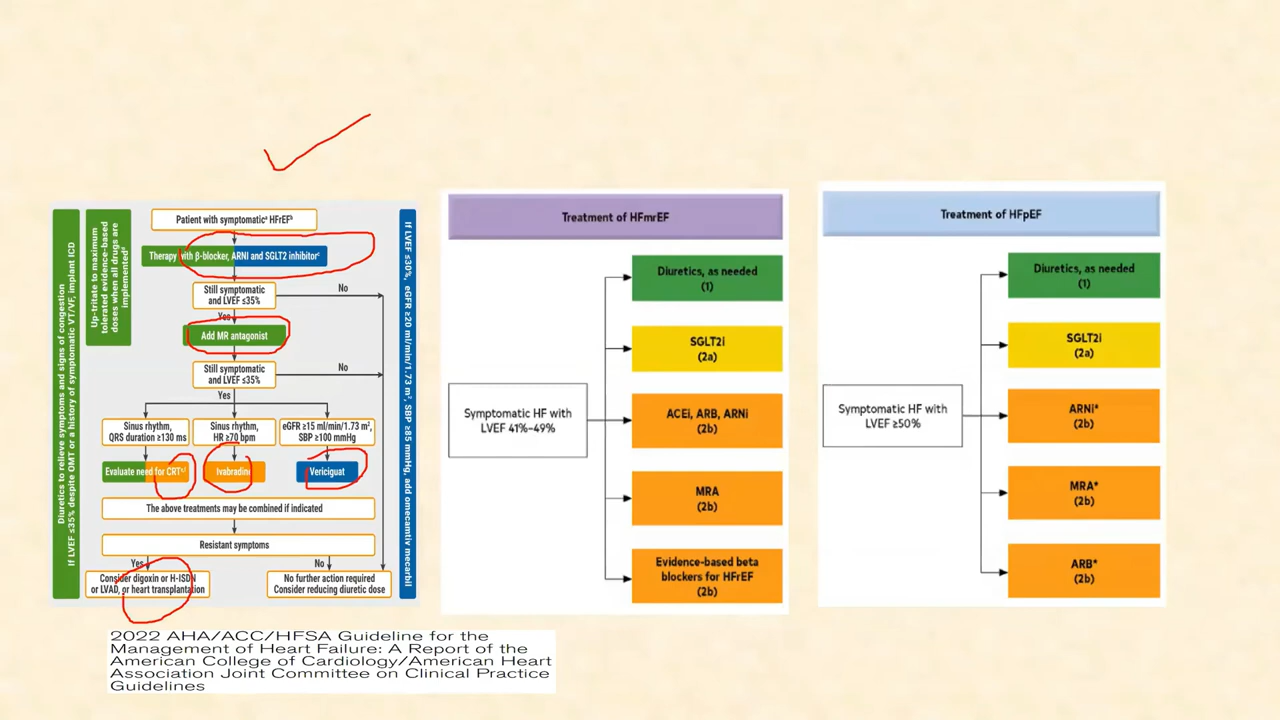 Diuretics to relieve symptoms and signs of congestion
If LVEF ≤35% despite OMT or a history of symptomatic VT/VF, implant ICD
Up-titrate to maximum
tolerated evidence-based
doses when all drugs are
implementedᵈ
Patient with symptomaticᵃ HFrEFᵇ
Therapy with β-blocker, ARNI and SGLT2 inhibitorᶜ
Still symptomatic
and LVEF ≤35%
No
Yes
Add MR antagonist
Still symptomatic
and LVEF ≤35%
No
Yes
Sinus rhythm,
QRS duration ≥130 ms
Sinus rhythm,
HR ≥70 bpm
eGFR ≥15 ml/min/1.73 m²,
SBP ≥100 mmHg
Evaluate need for CRT
Ivabradine
Vericiguat
The above treatments may be combined if indicated
Resistant symptoms
Yes
No
Consider digoxin or H-ISDN
or LVAD, or heart transplantation
No further action required
Consider reducing diuretic dose
If LVEF ≤30%, eGFR ≥20 ml/min/1.73 m², SBP ≥85 mmHg, add omecamtiv mecarbil
Treatment of HFmrEF
Symptomatic HF with
LVEF 41%–49%
Diuretics, as needed
(1)
SGLT2i
(2a)
ACEi, ARB, ARNi
(2b)
MRA
(2b)
Evidence-based beta
blockers for HFrEF
(2b)
Treatment of HFpEF
Symptomatic HF with
LVEF ≥50%
Diuretics, as needed
(1)
SGLT2i
(2a)
ARNi*
(2b)
MRA*
(2b)
ARB*
(2b)
2022 AHA/ACC/HFSA Guideline for the
Management of Heart Failure: A Report of the
American College of Cardiology/American Heart
Association Joint Committee on Clinical Practice
Guidelines